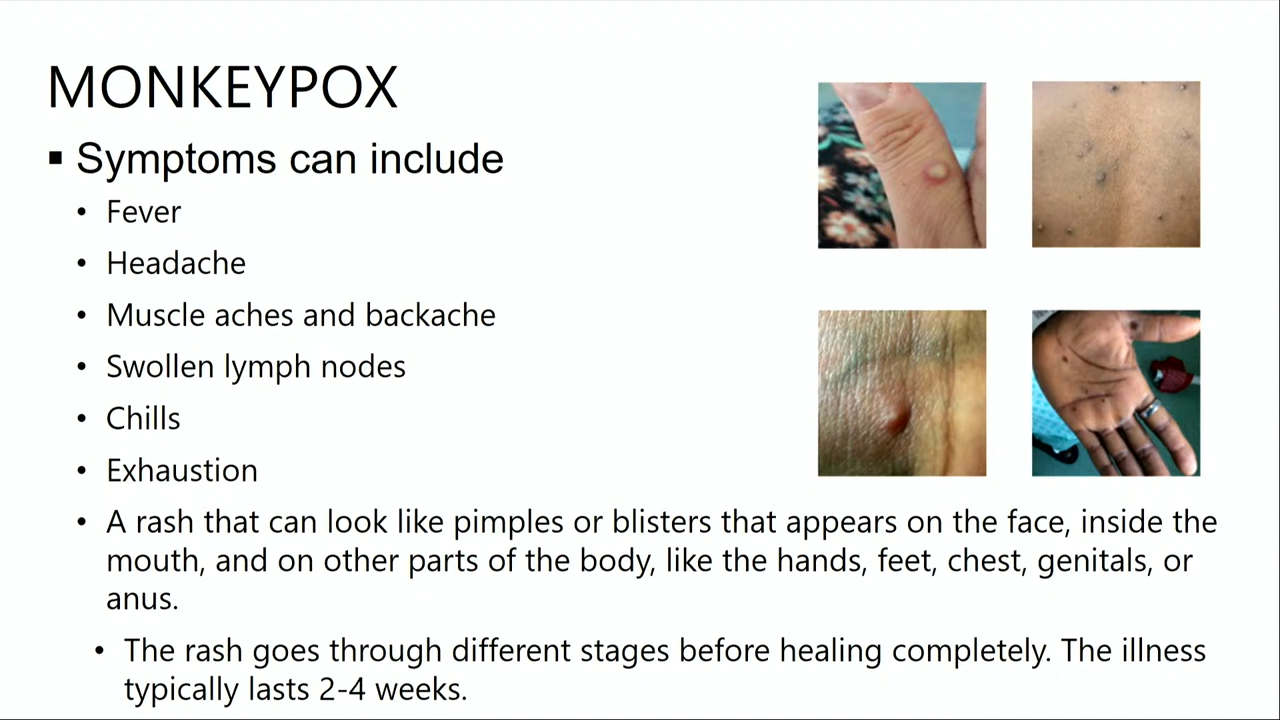 MONKEYPOX
▪ Symptoms can include
• Fever
• Headache
• Muscle aches and backache
• Swollen lymph nodes
• Chills
• Exhaustion
• A rash that can look like pimples or blisters that appears on the face, inside the
mouth, and on other parts of the body, like the hands, feet, chest, genitals, or
anus.
• The rash goes through different stages before healing completely. The illness
typically lasts 2-4 weeks.